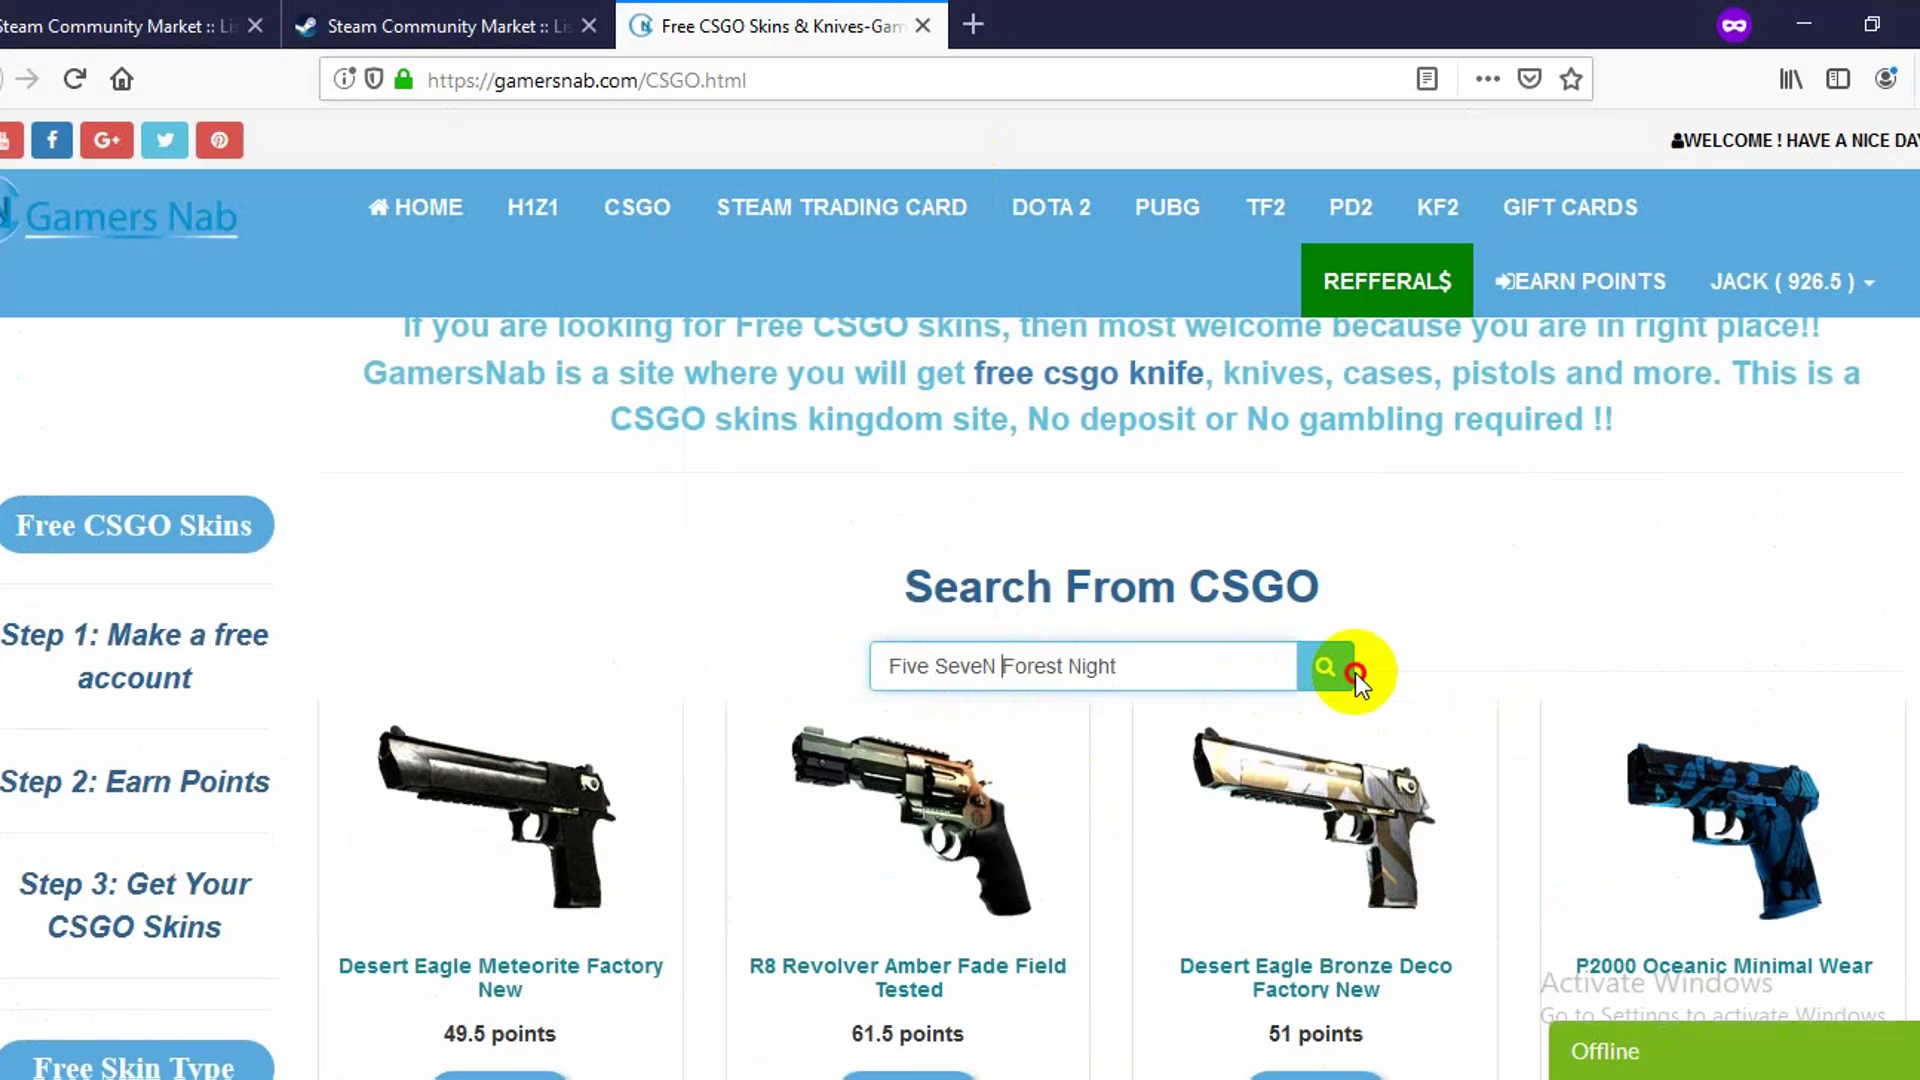 Steam Community Market :: Li
Steam Community Market :: Li
Free CSGO Skins & Knives-Gam
https://gamersnab.com/CSGO.html
G+
WELCOME ! HAVE A NICE DA
Gamers Nab
HOME
H1Z1
CSGO
STEAM TRADING CARD
DOTA 2
PUBG
TF2
PD2
KF2
GIFT CARDS
REFFERAL$
EARN POINTS
JACK ( 926.5 )
If you are looking for Free CSGO skins, then most welcome because you are in right place!!
GamersNab is a site where you will get free csgo knife, knives, cases, pistols and more. This is a
CSGO skins kingdom site, No deposit or No gambling required !!
Free CSGO Skins
Step 1: Make a free
account
Step 2: Earn Points
Step 3: Get Your
CSGO Skins
Free Skin Type
Search From CSGO
Five SeveN Forest Night
Desert Eagle Meteorite Factory
New
49.5 points
R8 Revolver Amber Fade Field
Tested
61.5 points
Desert Eagle Bronze Deco
Factory New
51 points
P2000 Oceanic Minimal Wear
Activate Windows
Go to Settings to activate Windows.
Offline